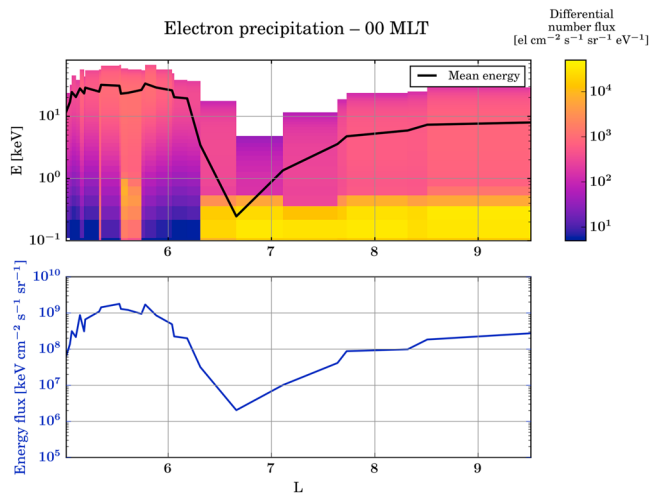 Electron precipitation – 00 MLT
Differential
number flux
[el cm⁻² s⁻¹ sr⁻¹ eV⁻¹]
Mean energy
E [keV]
10¹
10⁰
10⁻¹
6 7 8 9
10⁴
10³
10²
10¹
Energy flux [keV cm⁻² s⁻¹ sr⁻¹]
10¹⁰
10⁹
10⁸
10⁷
10⁶
10⁵
6 7 8 9
L